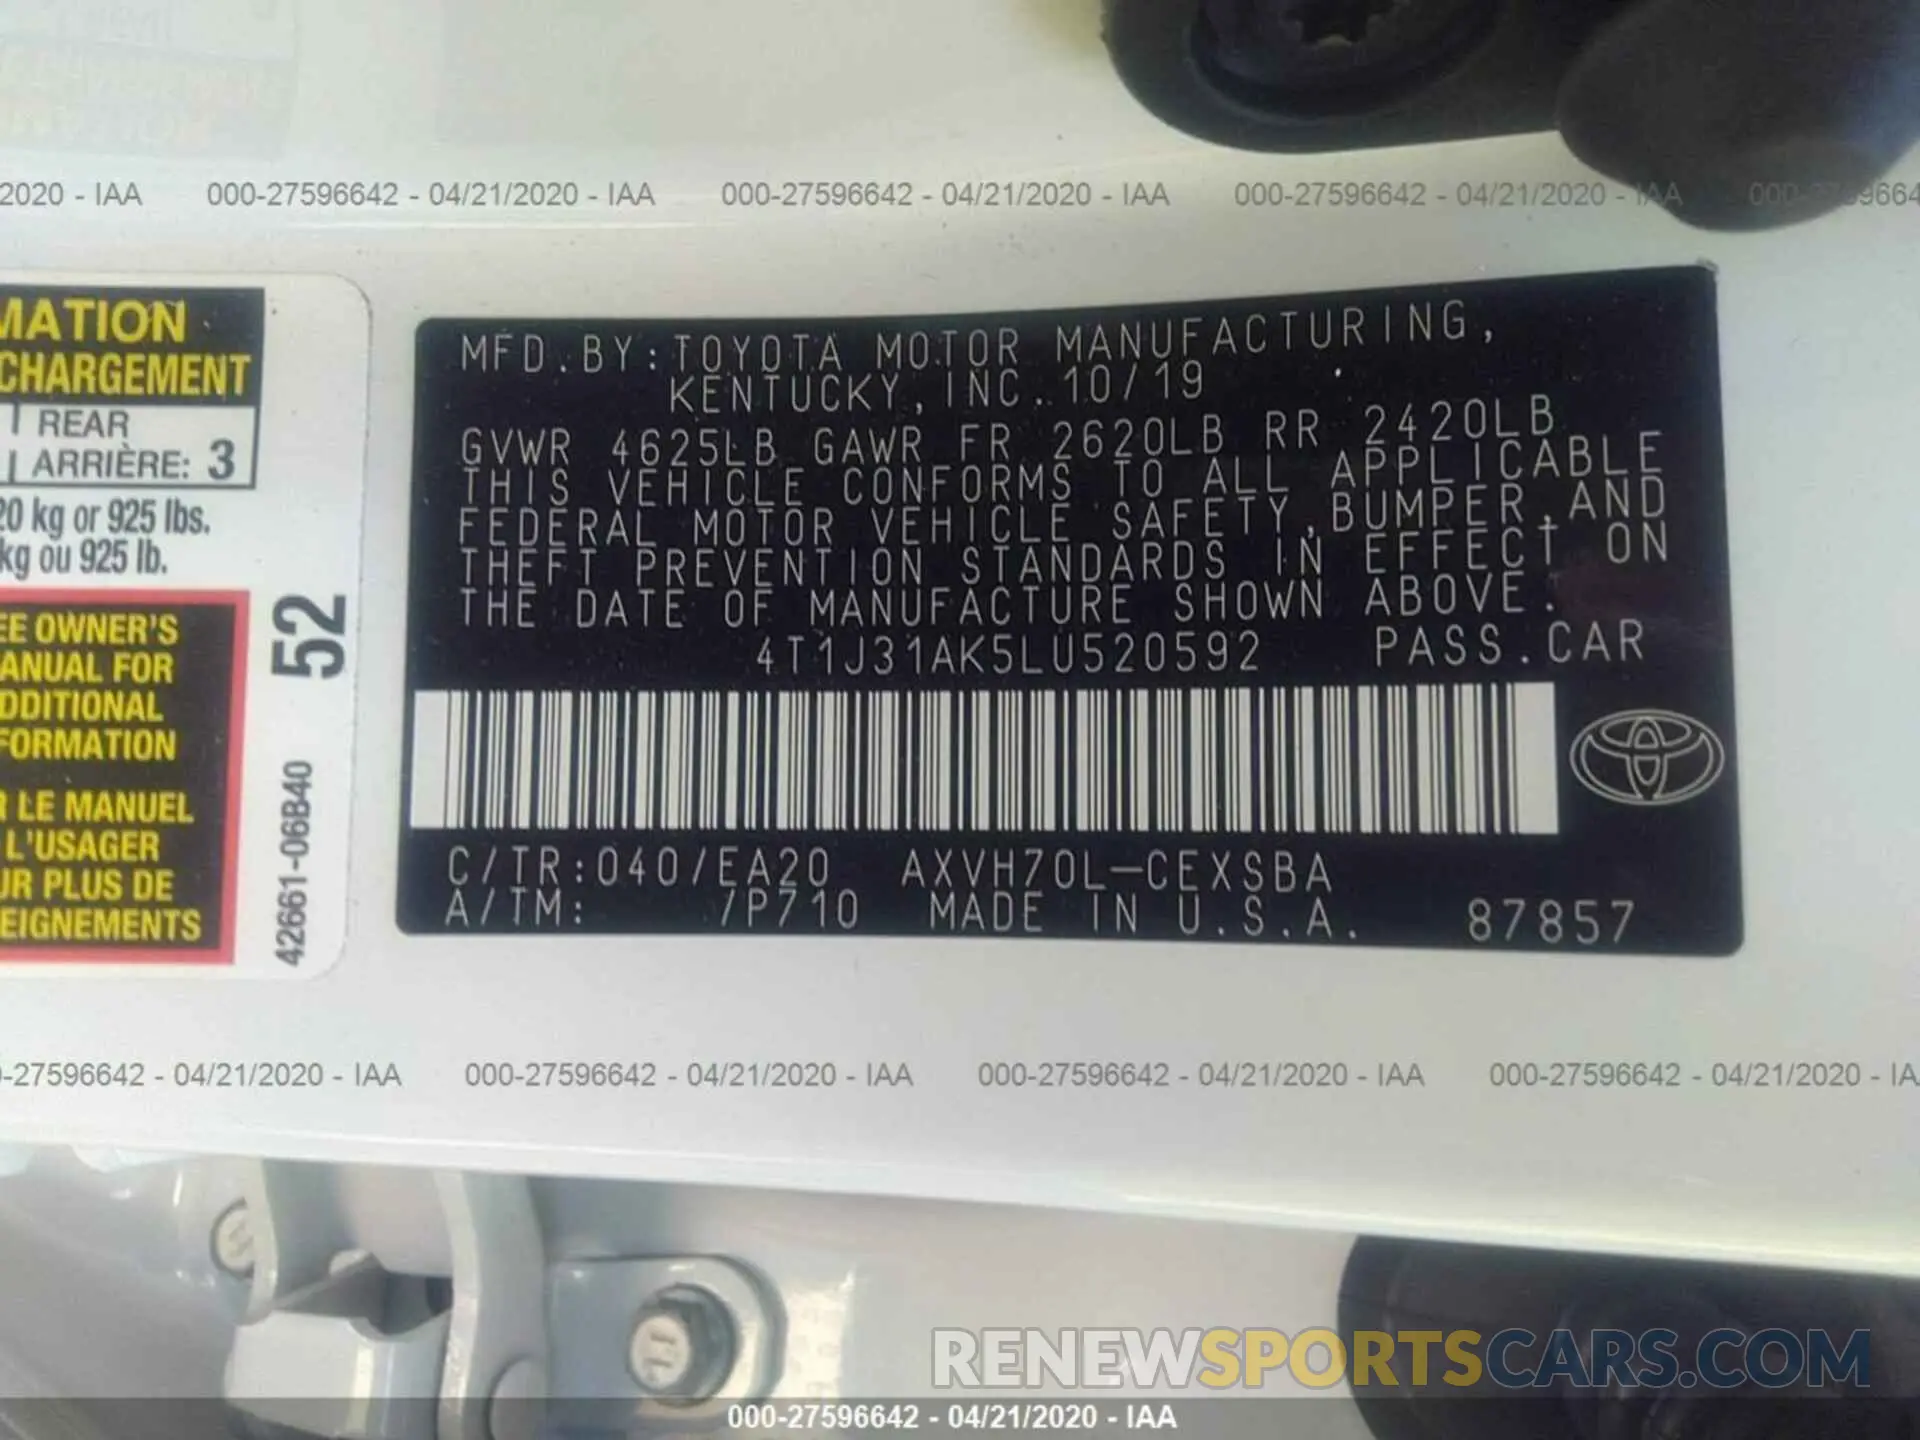 2020 - IAA 000-27596642 - 04/21/2020 - IAA 000-27596642 - 04/21/2020 - IAA 000-27596642 - 04/21/2020 - IAA
MATION
CHARGEMENT
REAR
ARRIÈRE: 3
20 kg or 925 lbs.
kg ou 925 lb.
EE OWNER'S
ANUAL FOR
DDITIONAL
FORMATION
R LE MANUEL
L'USAGER
UR PLUS DE
EIGNEMENTS
52
42661-06B40
MFD.BY:TOYOTA MOTOR MANUFACTURING,
KENTUCKY,INC. 10/19
GVWR 4625LB GAWR FR 2620LB RR 2420LB
THIS VEHICLE CONFORMS TO ALL APPLICABLE
FEDERAL MOTOR VEHICLE SAFETY,BUMPER,AND
THEFT PREVENTION STANDARDS IN EFFECT ON
THE DATE OF MANUFACTURE SHOWN ABOVE.
4T1J31AK5LU520592 PASS.CAR
C/TR:040/EA20 AXVH70L-CEXSBA
A/TM: /P710 MADE IN U.S.A. 87857
-27596642 - 04/21/2020 - IAA 000-27596642 - 04/21/2020 - IAA 000-27596642 - 04/21/2020 - IAA 000-27596642 - 04/21/2020 - IA
RENEWSPORTSCARS.COM
000-27596642 - 04/21/2020 - IAA